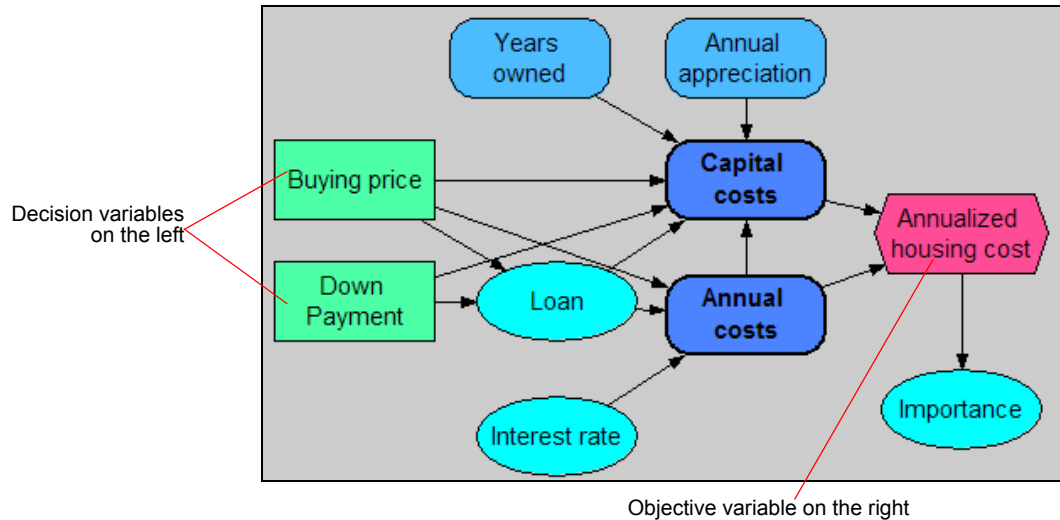 Years
owned
Annual
appreciation
Buying price
Capital
costs
Decision variables
on the left
Annualized
housing cost
Down
Payment
Loan
Annual
costs
Interest rate
Importance
Objective variable on the right